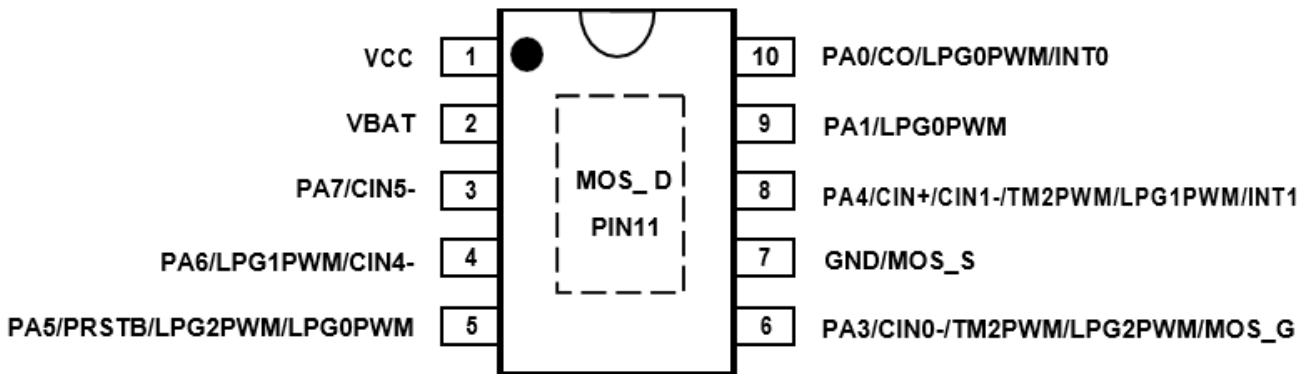 VCC 1 10 PA0/CO/LPG0PWM/INT0
VBAT 2 9 PA1/LPG0PWM
PA7/CIN5- 3 MOS_ D 8 PA4/CIN+/CIN1-/TM2PWM/LPG1PWM/INT1
PIN11
PA6/LPG1PWM/CIN4- 4 7 GND/MOS_S
PA5/PRSTB/LPG2PWM/LPG0PWM 5 6 PA3/CIN0-/TM2PWM/LPG2PWM/MOS_G